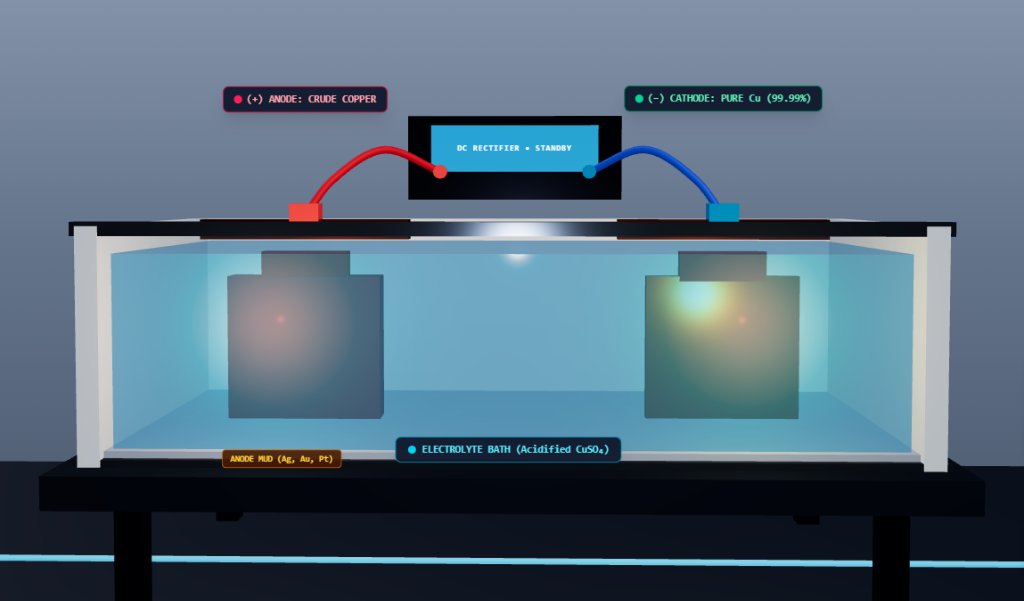 (+) ANODE: CRUDE COPPER
(−) CATHODE: PURE Cu (99.99%)
DC RECTIFIER • STANDBY
ELECTROLYTE BATH (Acidified CuSO₄)
ANODE MUD (Ag, Au, Pt)